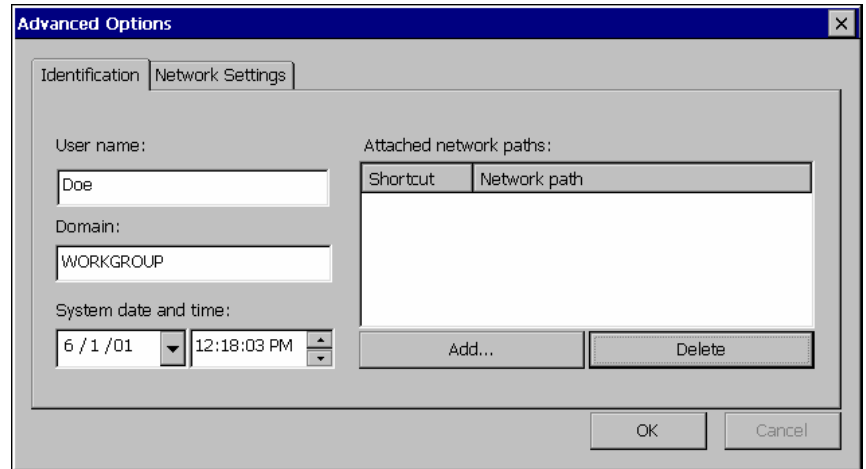 Advanced Options
Identification Network Settings
User name:
Doe
Domain:
WORKGROUP
System date and time:
6 / 1 /01 12:18:03 PM
Attached network paths:
Shortcut Network path
Add... Delete
OK Cancel